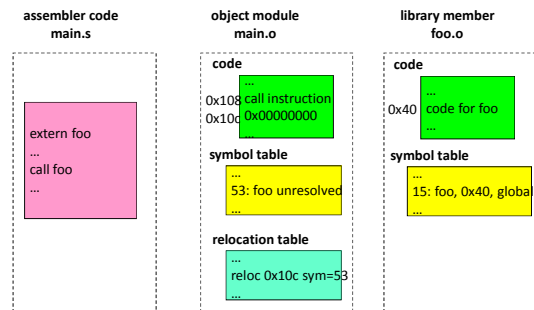 assembler code
main.s
extern foo
...
call foo
...
object module
main.o
code
...
0x108 call instruction
0x10c 0x00000000
...
symbol table
...
53: foo unresolved
...
relocation table
...
reloc 0x10c sym=53
...
library member
foo.o
code
...
0x40 code for foo
...
symbol table
...
15: foo, 0x40, global
...